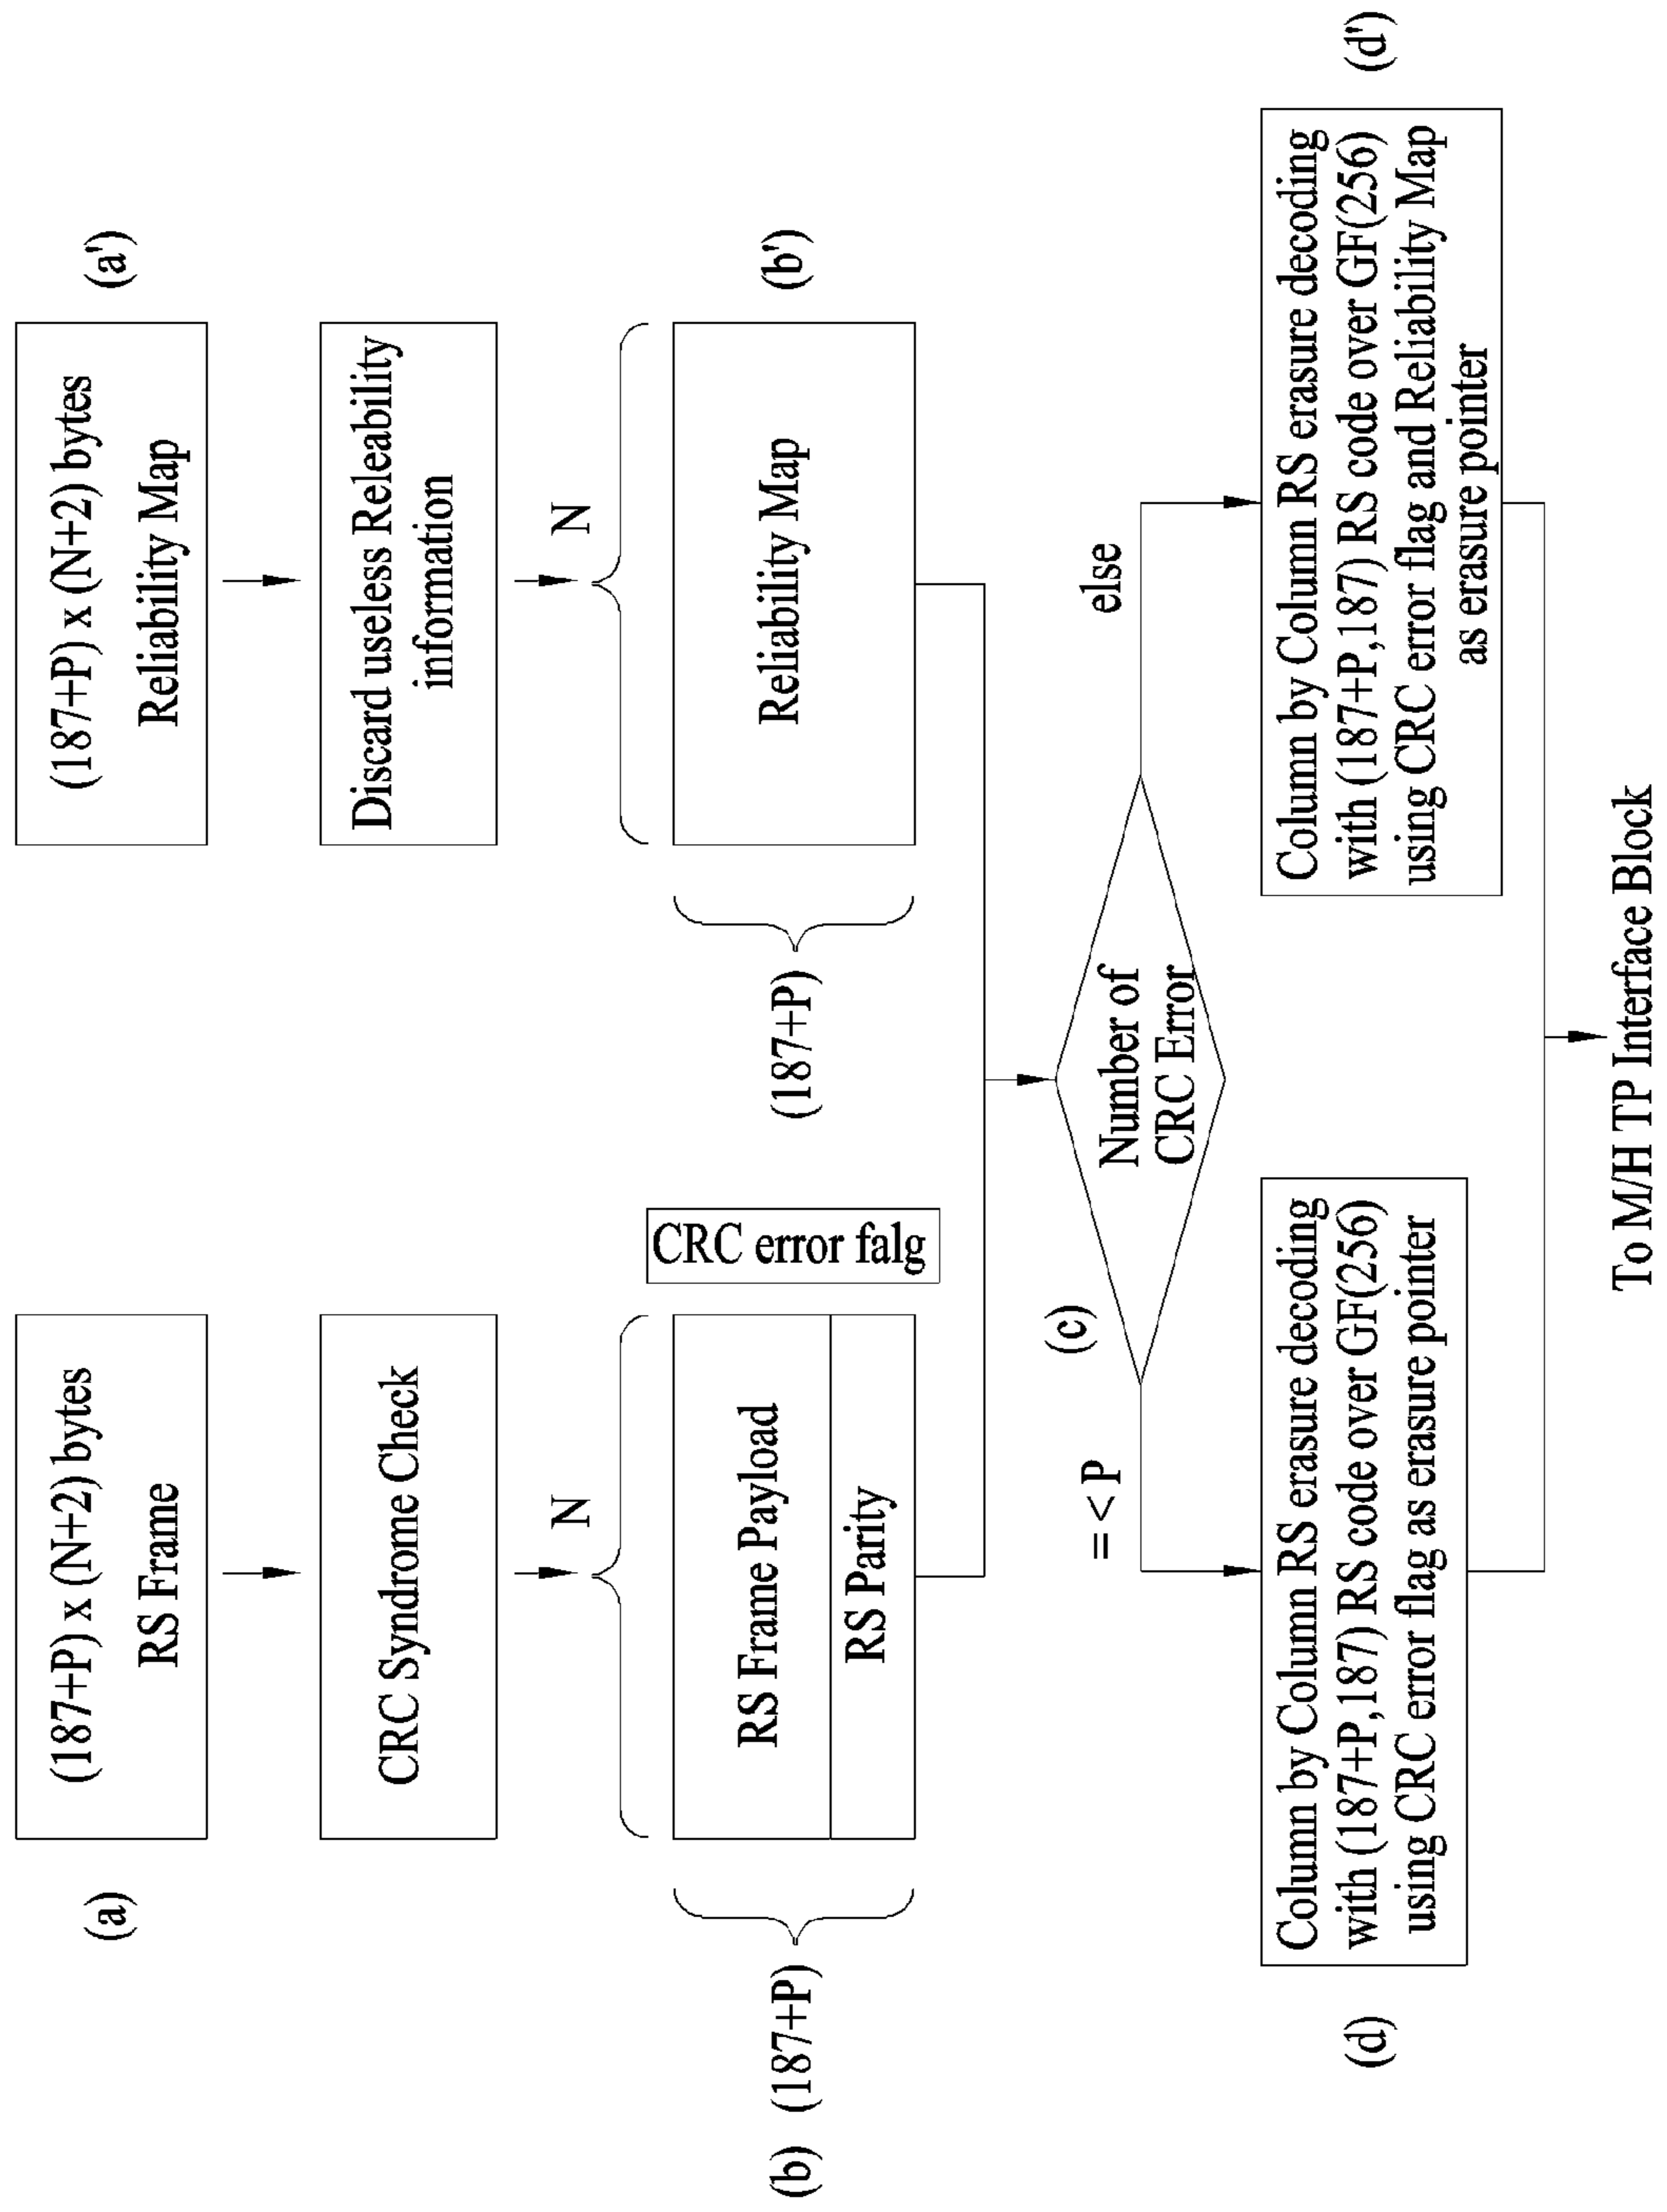 (a)
(187+P) x (N+2) bytes
RS Frame
(187+P) x (N+2) bytes
Reliability Map
(a')
CRC Syndrome Check
Discard useless Releability
information
N
N
(b)
(187+P)
RS Frame Payload
RS Parity
CRC error falg
(187+P)
Reliability Map
(b')
(c)
Number of
CRC Error
=<P
else
(d)
Column by Column RS erasure decoding
with (187+P,187) RS code over GF(256)
using CRC error flag as erasure pointer
Column by Column RS erasure decoding
with (187+P,187) RS code over GF(256)
using CRC error flag and Reliability Map
as erasure pointer
(d')
To M/H TP Interface Block